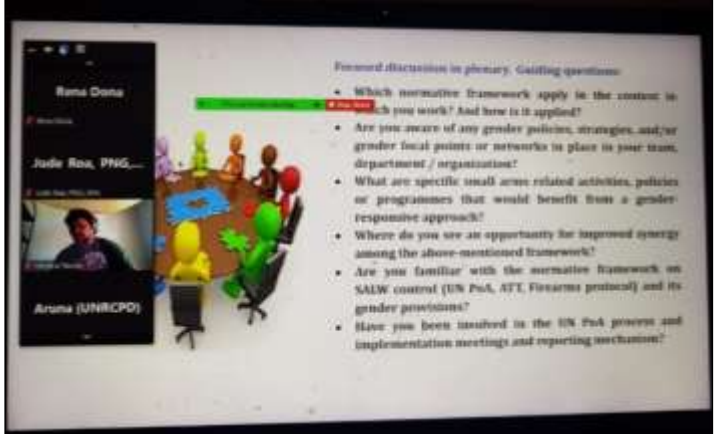 Rona Dona
Rona Dona
Jude Roa, PNG,...
Aruna (UNRCPD)
Focused discussion in plenary. Guiding questions:
• Which normative framework apply in the context in
which you work? And how is it applied?
• Are you aware of any gender policies, strategies, and/or
gender focal points or networks in place in your team,
department / organization?
• What are specific small arms related activities, policies
or programmes that would benefit from a gender-
responsive approach?
• Where do you see an opportunity for improved synergy
among the above-mentioned framework?
• Are you familiar with the normative framework on
SALW control (UN PoA, ATT, Firearms protocol) and its
gender provisions?
• Have you been involved in the UN PoA process and
implementation meetings and reporting mechanism?